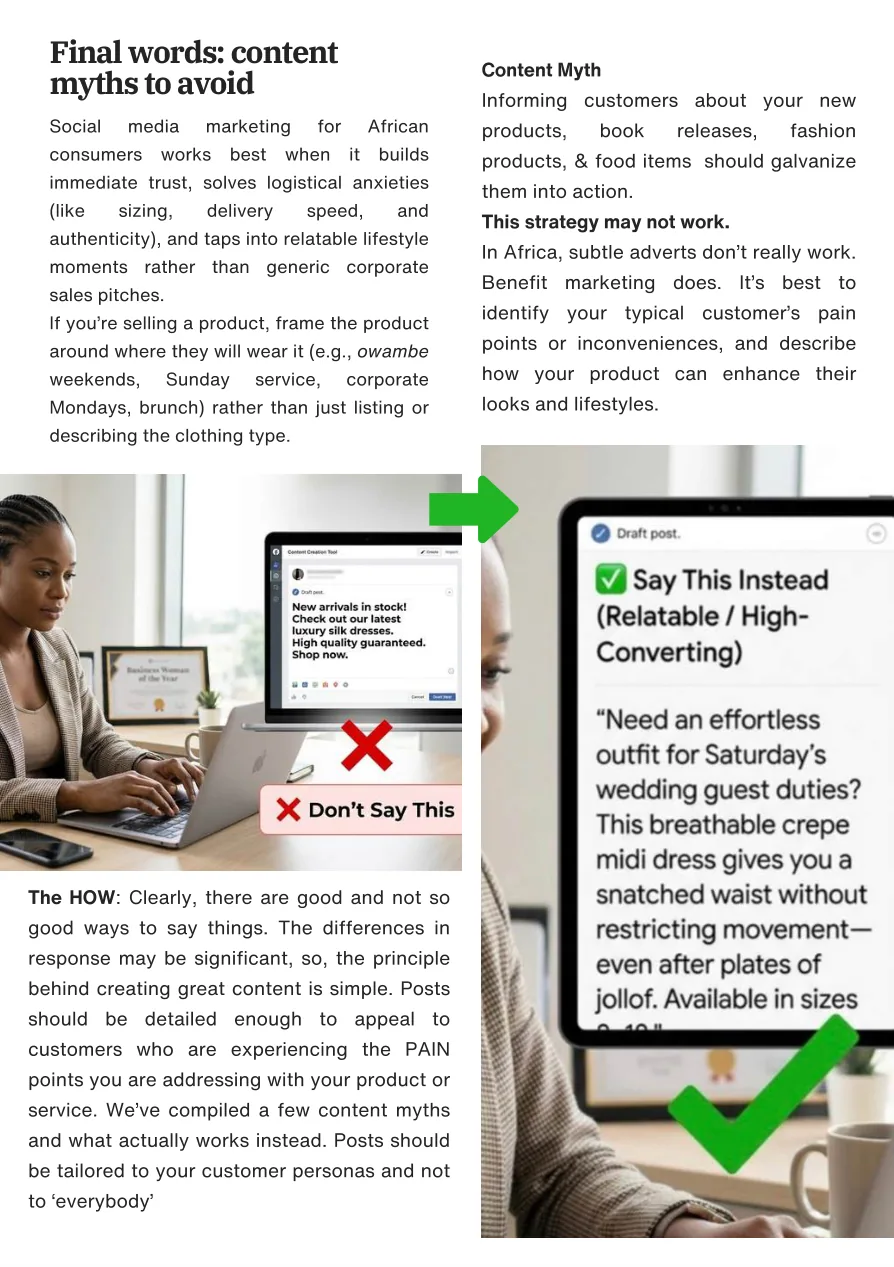 Final words: content
myths to avoid
Social media marketing for African
consumers works best when it builds
immediate trust, solves logistical anxieties
(like sizing, delivery speed, and
authenticity), and taps into relatable lifestyle
moments rather than generic corporate
sales pitches.
If you’re selling a product, frame the product
around where they will wear it (e.g., owambe
weekends, Sunday service, corporate
Mondays, brunch) rather than just listing or
describing the clothing type.
Content Creation Tool
Create
Import
Draft post.
New arrivals in stock!
Check out our latest
luxury silk dresses.
High quality guaranteed.
Shop now.
Cancel
Business Woman
of the Year
Don’t Say This
The HOW: Clearly, there are good and not so
good ways to say things. The differences in
response may be significant, so, the principle
behind creating great content is simple. Posts
should be detailed enough to appeal to
customers who are experiencing the PAIN
points you are addressing with your product or
service. We’ve compiled a few content myths
and what actually works instead. Posts should
be tailored to your customer personas and not
to ‘everybody’
Content Myth
Informing customers about your new
products, book releases, fashion
products, & food items should galvanize
them into action.
This strategy may not work.
In Africa, subtle adverts don’t really work.
Benefit marketing does. It’s best to
identify your typical customer’s pain
points or inconveniences, and describe
how your product can enhance their
looks and lifestyles.
Draft post.
✅ Say This Instead
(Relatable / High-
Converting)
“Need an effortless
outfit for Saturday’s
wedding guest duties?
This breathable crepe
midi dress gives you a
snatched waist without
restricting movement—
even after plates of
jollof. Available in sizes